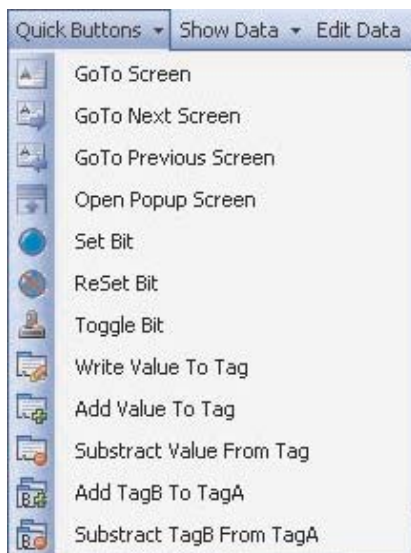 Quick Buttons Show Data Edit Data
GoTo Screen
GoTo Next Screen
GoTo Previous Screen
Open Popup Screen
Set Bit
ReSet Bit
Toggle Bit
Write Value To Tag
Add Value To Tag
Substract Value From Tag
Add TagB To TagA
Substract TagB From TagA